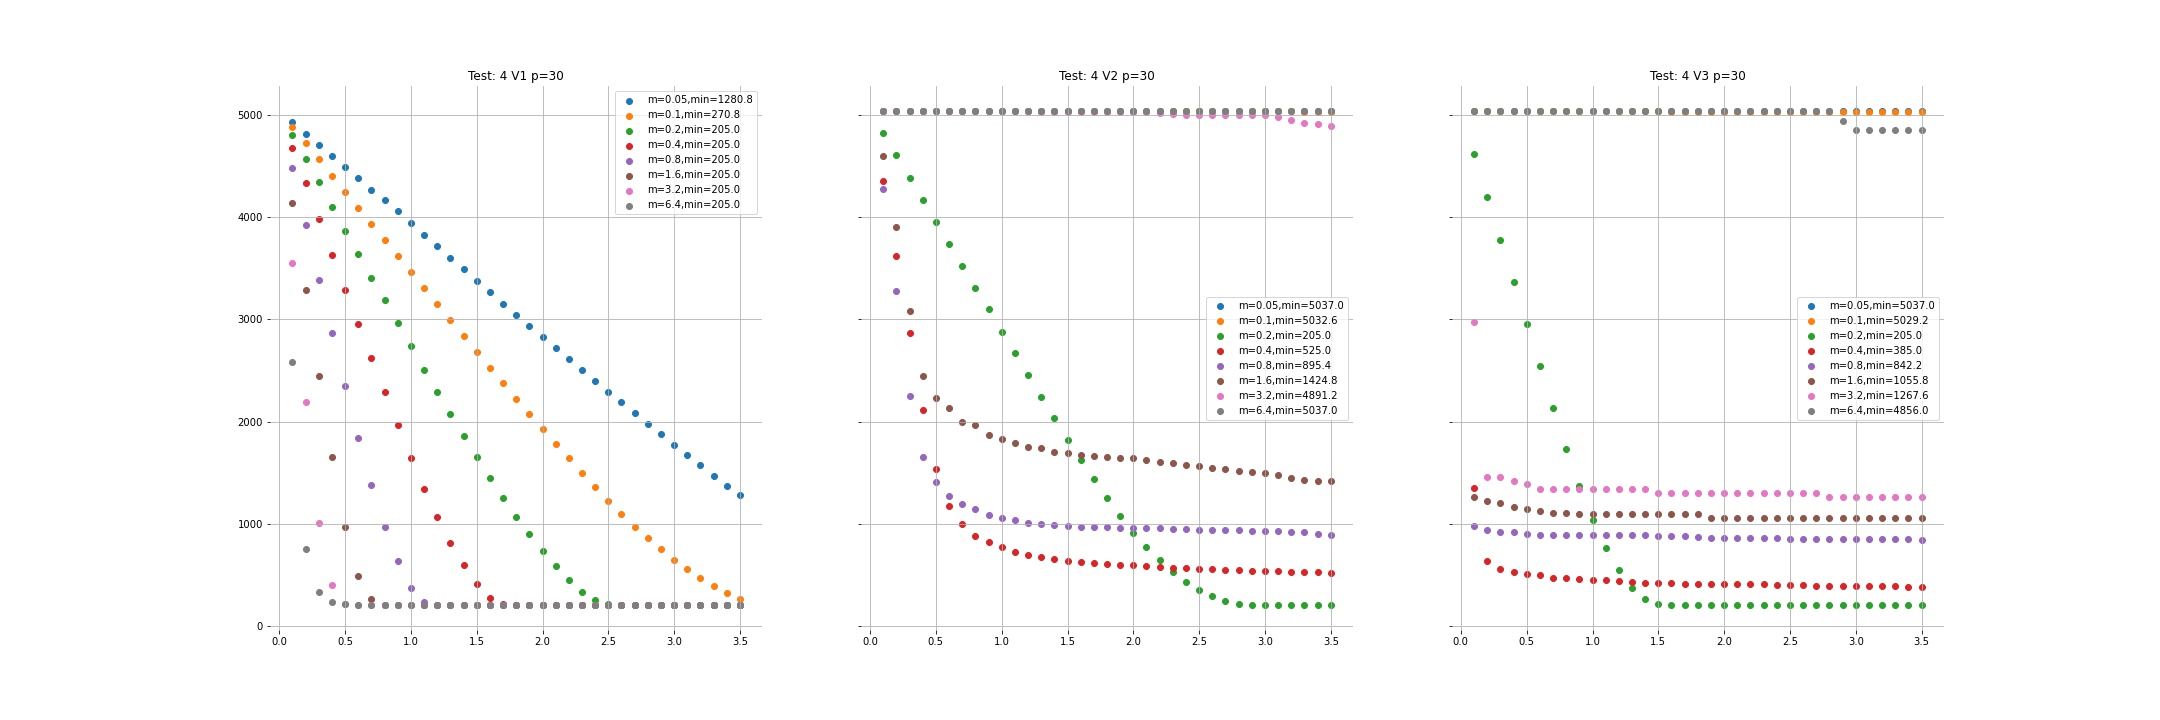 Test: 4 V1 p=30
5000
4000
3000
2000
1000
0
0.0 0.5 1.0 1.5 2.0 2.5 3.0 3.5
m=0.05,min=1280.8
m=0.1,min=270.8
m=0.2,min=205.0
m=0.4,min=205.0
m=0.8,min=205.0
m=1.6,min=205.0
m=3.2,min=205.0
m=6.4,min=205.0
Test: 4 V2 p=30
0.0 0.5 1.0 1.5 2.0 2.5 3.0 3.5
m=0.05,min=5037.0
m=0.1,min=5032.6
m=0.2,min=205.0
m=0.4,min=525.0
m=0.8,min=895.4
m=1.6,min=1424.8
m=3.2,min=4891.2
m=6.4,min=5037.0
Test: 4 V3 p=30
0.0 0.5 1.0 1.5 2.0 2.5 3.0 3.5
m=0.05,min=5037.0
m=0.1,min=5029.2
m=0.2,min=205.0
m=0.4,min=385.0
m=0.8,min=842.2
m=1.6,min=1055.8
m=3.2,min=1267.6
m=6.4,min=4856.0